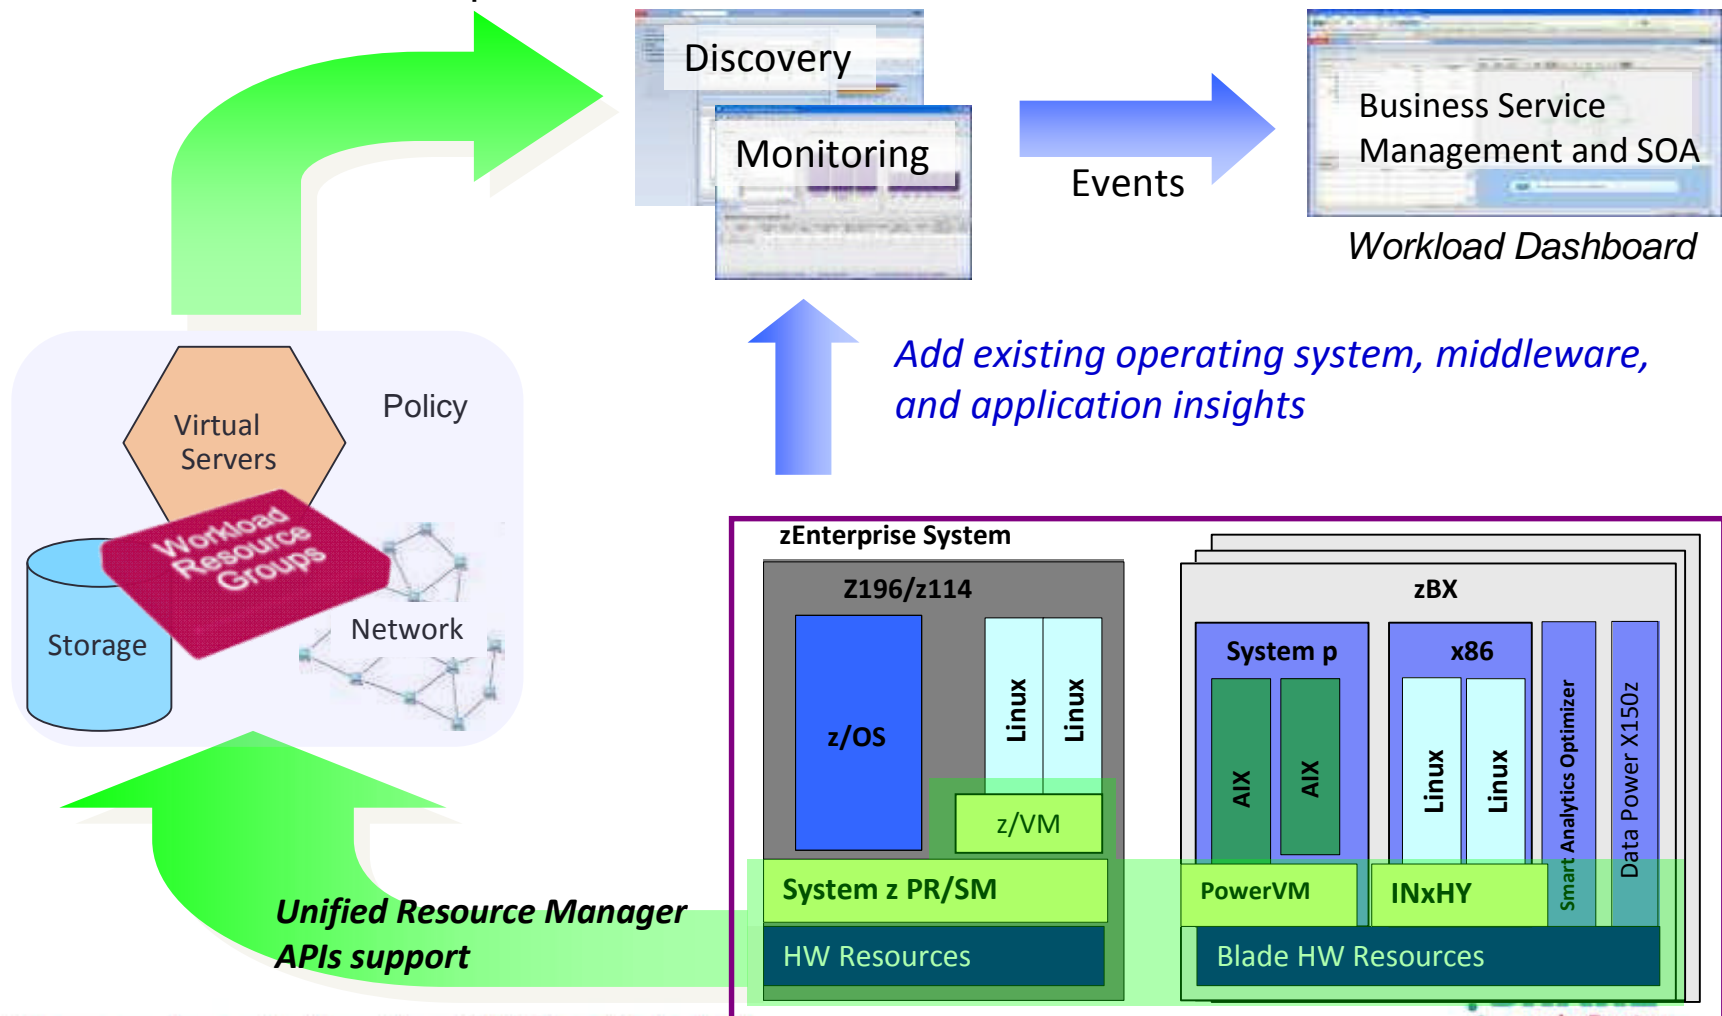 Discovery
Monitoring
Events
Business Service
Management and SOA
Workload Dashboard
Add existing operating system, middleware,
and application insights
Policy
Virtual
Servers
Workload
Resource
Groups
Storage
Network
Unified Resource Manager
APIs support
zEnterprise System
Z196/z114
z/OS
Linux
Linux
z/VM
System z PR/SM
HW Resources
zBX
System p
AIX
AIX
PowerVM
x86
Linux
Linux
INxHY
Smart Analytics Optimizer
Data Power X150z
Blade HW Resources